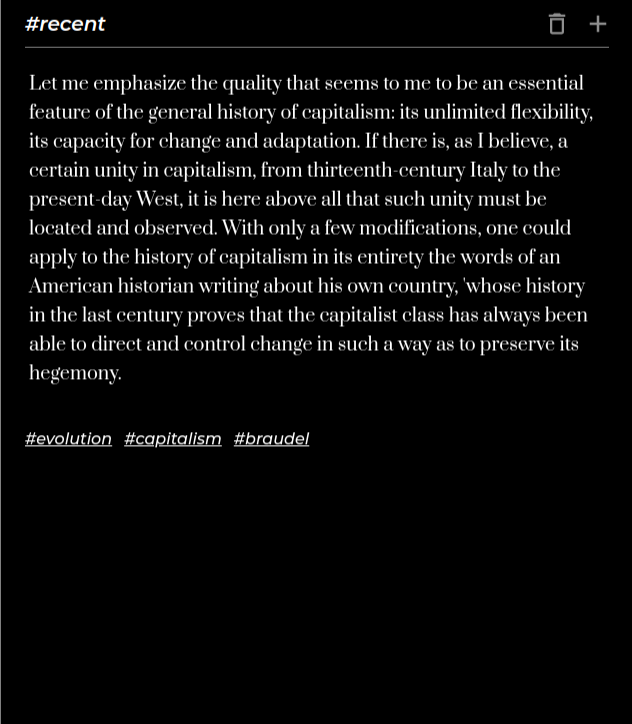 #recent
Let me emphasize the quality that seems to me to be an essential
feature of the general history of capitalism: its unlimited flexibility,
its capacity for change and adaptation. If there is, as I believe, a
certain unity in capitalism, from thirteenth-century Italy to the
present-day West, it is here above all that such unity must be
located and observed. With only a few modifications, one could
apply to the history of capitalism in its entirety the words of an
American historian writing about his own country, 'whose history
in the last century proves that the capitalist class has always been
able to direct and control change in such a way as to preserve its
hegemony.
#evolution #capitalism #braudel